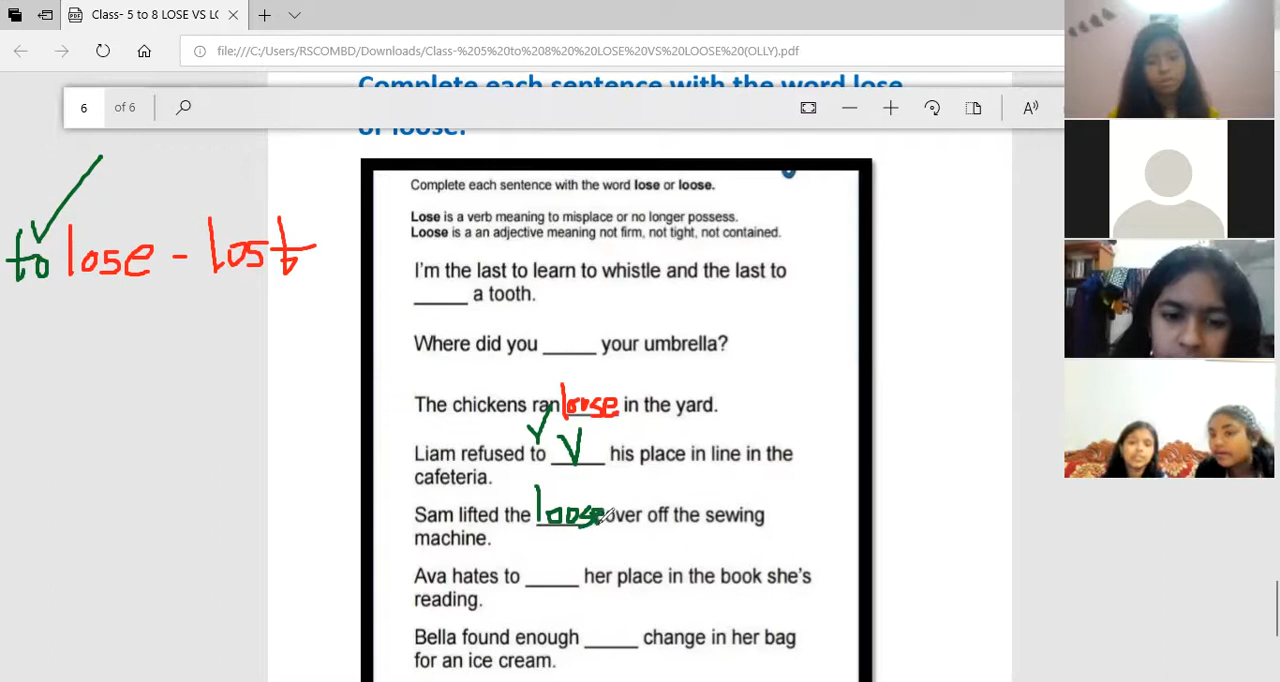 Class- 5 to 8 LOSE VS LO
file:///C:/Users/RSCOMBD/Downloads/Class-%205%20to%208%20%20LOSE%20VS%20LOOSE%20(OLLY).pdf
Complete each sentence with the word lose
6 of 6
or loose.
to lose - lost
Complete each sentence with the word lose or loose.
Lose is a verb meaning to misplace or no longer possess.
Loose is a an adjective meaning not firm, not tight, not contained.
I'm the last to learn to whistle and the last to
_____ a tooth.
Where did you _____ your umbrella?
The chickens ran loose in the yard.
Liam refused to V his place in line in the
cafeteria.
Sam lifted the loose over off the sewing
machine.
Ava hates to _____ her place in the book she's
reading.
Bella found enough _____ change in her bag
for an ice cream.